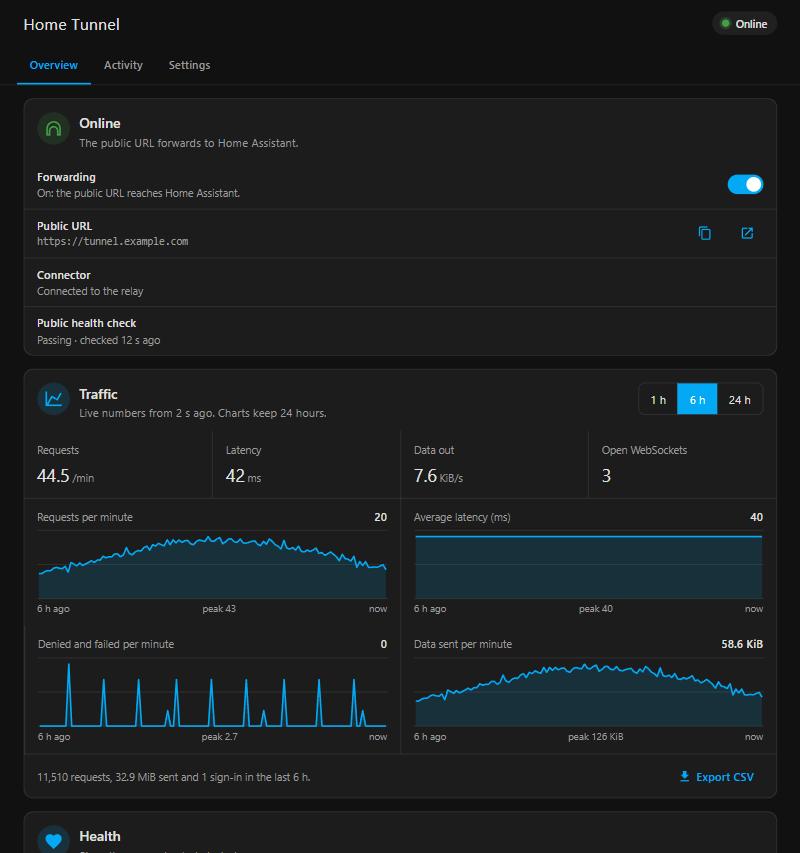 Home Tunnel
Online
Overview Activity Settings
Online
The public URL forwards to Home Assistant.
Forwarding
On: the public URL reaches Home Assistant.
Public URL
https://tunnel.example.com
Connector
Connected to the relay
Public health check
Passing · checked 12 s ago
Traffic
Live numbers from 2 s ago. Charts keep 24 hours.
1 h 6 h 24 h
Requests
44.5 /min
Latency
42 ms
Data out
7.6 KiB/s
Open WebSockets
3
Requests per minute 20
6 h ago peak 43 now
Average latency (ms) 40
6 h ago peak 40 now
Denied and failed per minute 0
6 h ago peak 2.7 now
Data sent per minute 58.6 KiB
6 h ago peak 126 KiB now
11,510 requests, 32.9 MiB sent and 1 sign-in in the last 6 h.
Export CSV
Health